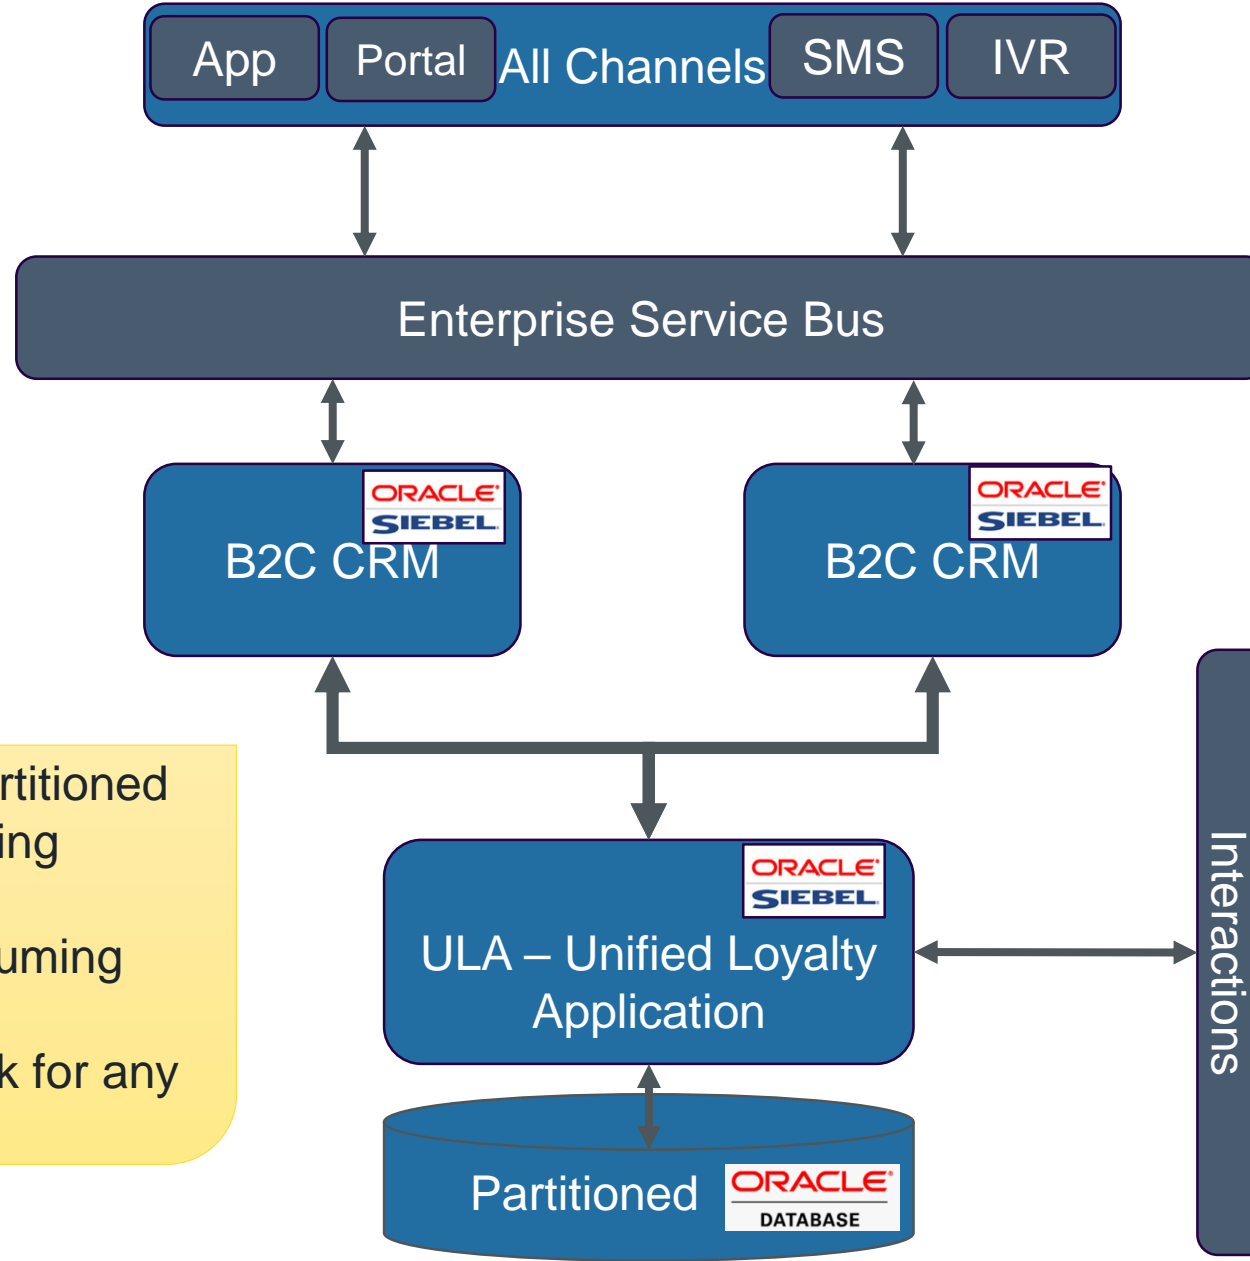 App
Portal
All Channels
SMS
IVR
Enterprise Service Bus
ORACLE
SIEBEL
B2C CRM
ORACLE
SIEBEL
B2C CRM
rtitioned
ing
uming
k for any
ORACLE
SIEBEL
ULA – Unified Loyalty
Application
Interactions
Partitioned
ORACLE
DATABASE